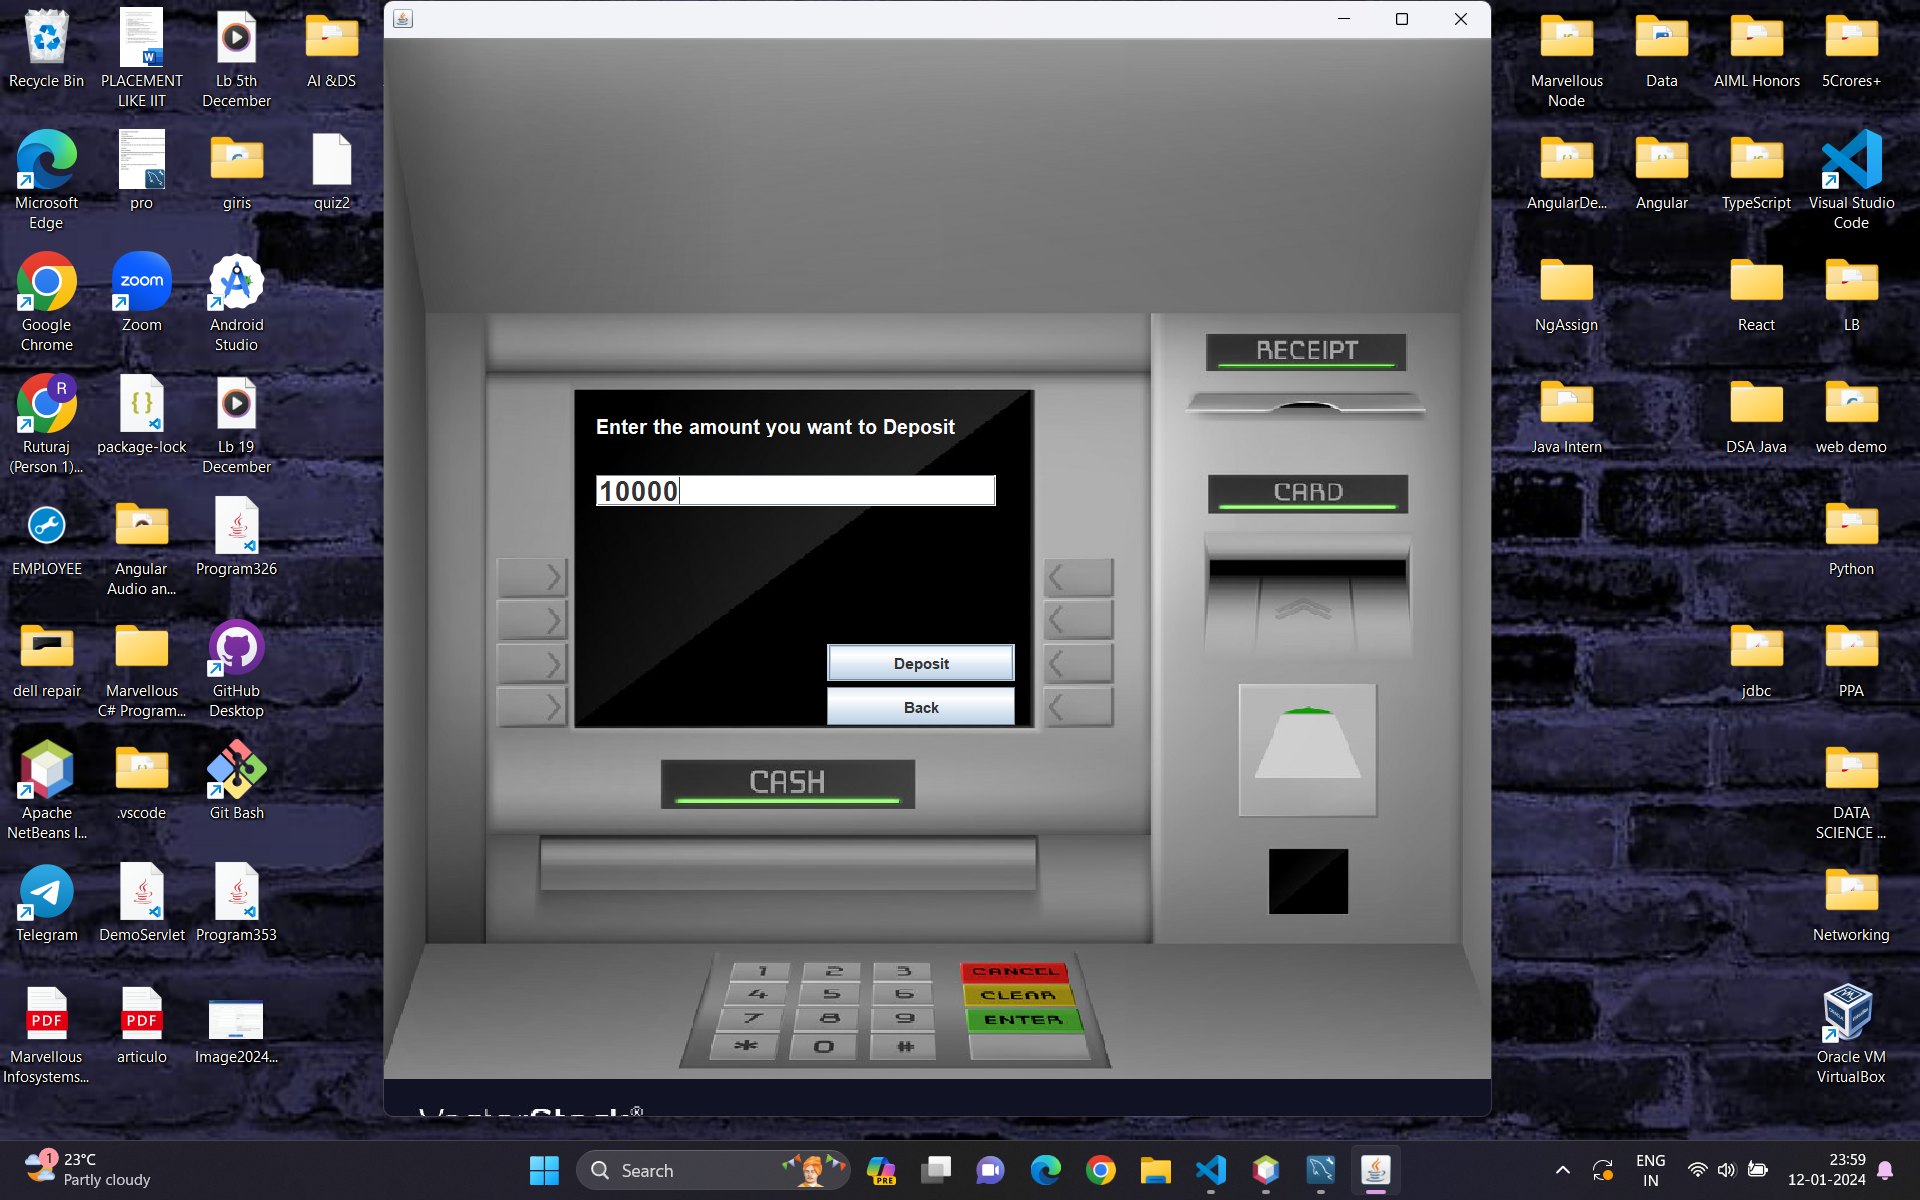 Recycle Bin
PLACEMENT
LIKE IIT
Lb 5th
December
AI &DS
Microsoft
Edge
pro
giris
quiz2
Google
Chrome
zoom
Zoom
Android
Studio
R
Ruturaj
(Person 1)...
package-lock
Lb 19
December
EMPLOYEE
Angular
Audio an...
Program326
dell repair
Marvellous
C# Program...
GitHub
Desktop
Apache
NetBeans I...
.vscode
Git Bash
Telegram
DemoServlet
Program353
PDF
Marvellous
Infosystems...
PDF
articulo
Image2024...
Enter the amount you want to Deposit
10000
Deposit
Back
CASH
RECEIPT
CARD
1 2 3 CANCEL
4 5 6 CLEAR
7 8 9 ENTER
* 0 #
VectorStock®
Marvellous
Node
Data
AIML Honors
5Crores+
AngularDe...
Angular
TypeScript
Visual Studio
Code
NgAssign
React
LB
Java Intern
DSA Java
web demo
Python
jdbc
PPA
DATA
SCIENCE ...
Networking
Oracle VM
VirtualBox
1
23°C
Partly cloudy
Search
PRE
ENG
IN
23:59
12-01-2024